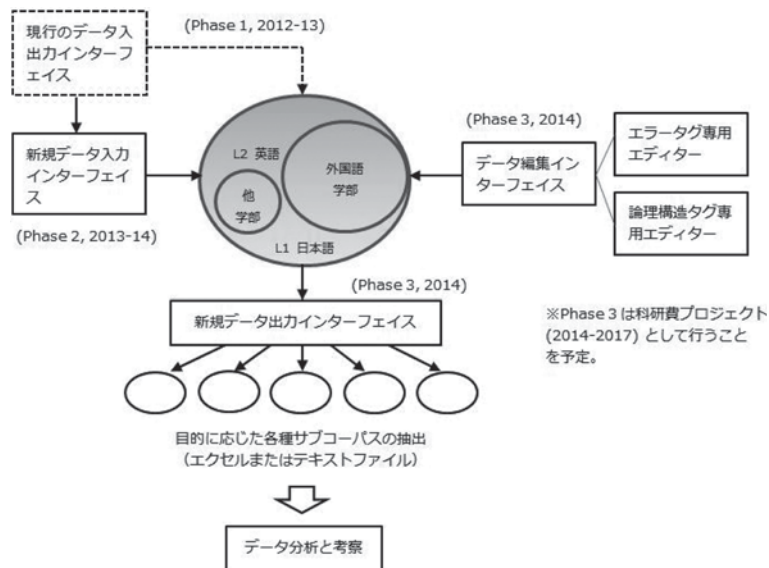 現行のデータ入
出力インターフ
ェイス
(Phase 1, 2012-13)
新規データ入力
インターフェイ
ス
(Phase 2, 2013-14)
L2 英語
外国語
学部
他
学部
L1 日本語
(Phase 3, 2014)
データ編集イン
ターフェイス
エラータグ専用
エディター
論理構造タグ専
用エディター
(Phase 3, 2014)
新規データ出力インターフェイス
※Phase 3 は科研費プロジェクト
(2014-2017) として行うこと
を予定。
目的に応じた各種サブコーパスの抽出
（エクセルまたはテキストファイル）
データ分析と考察